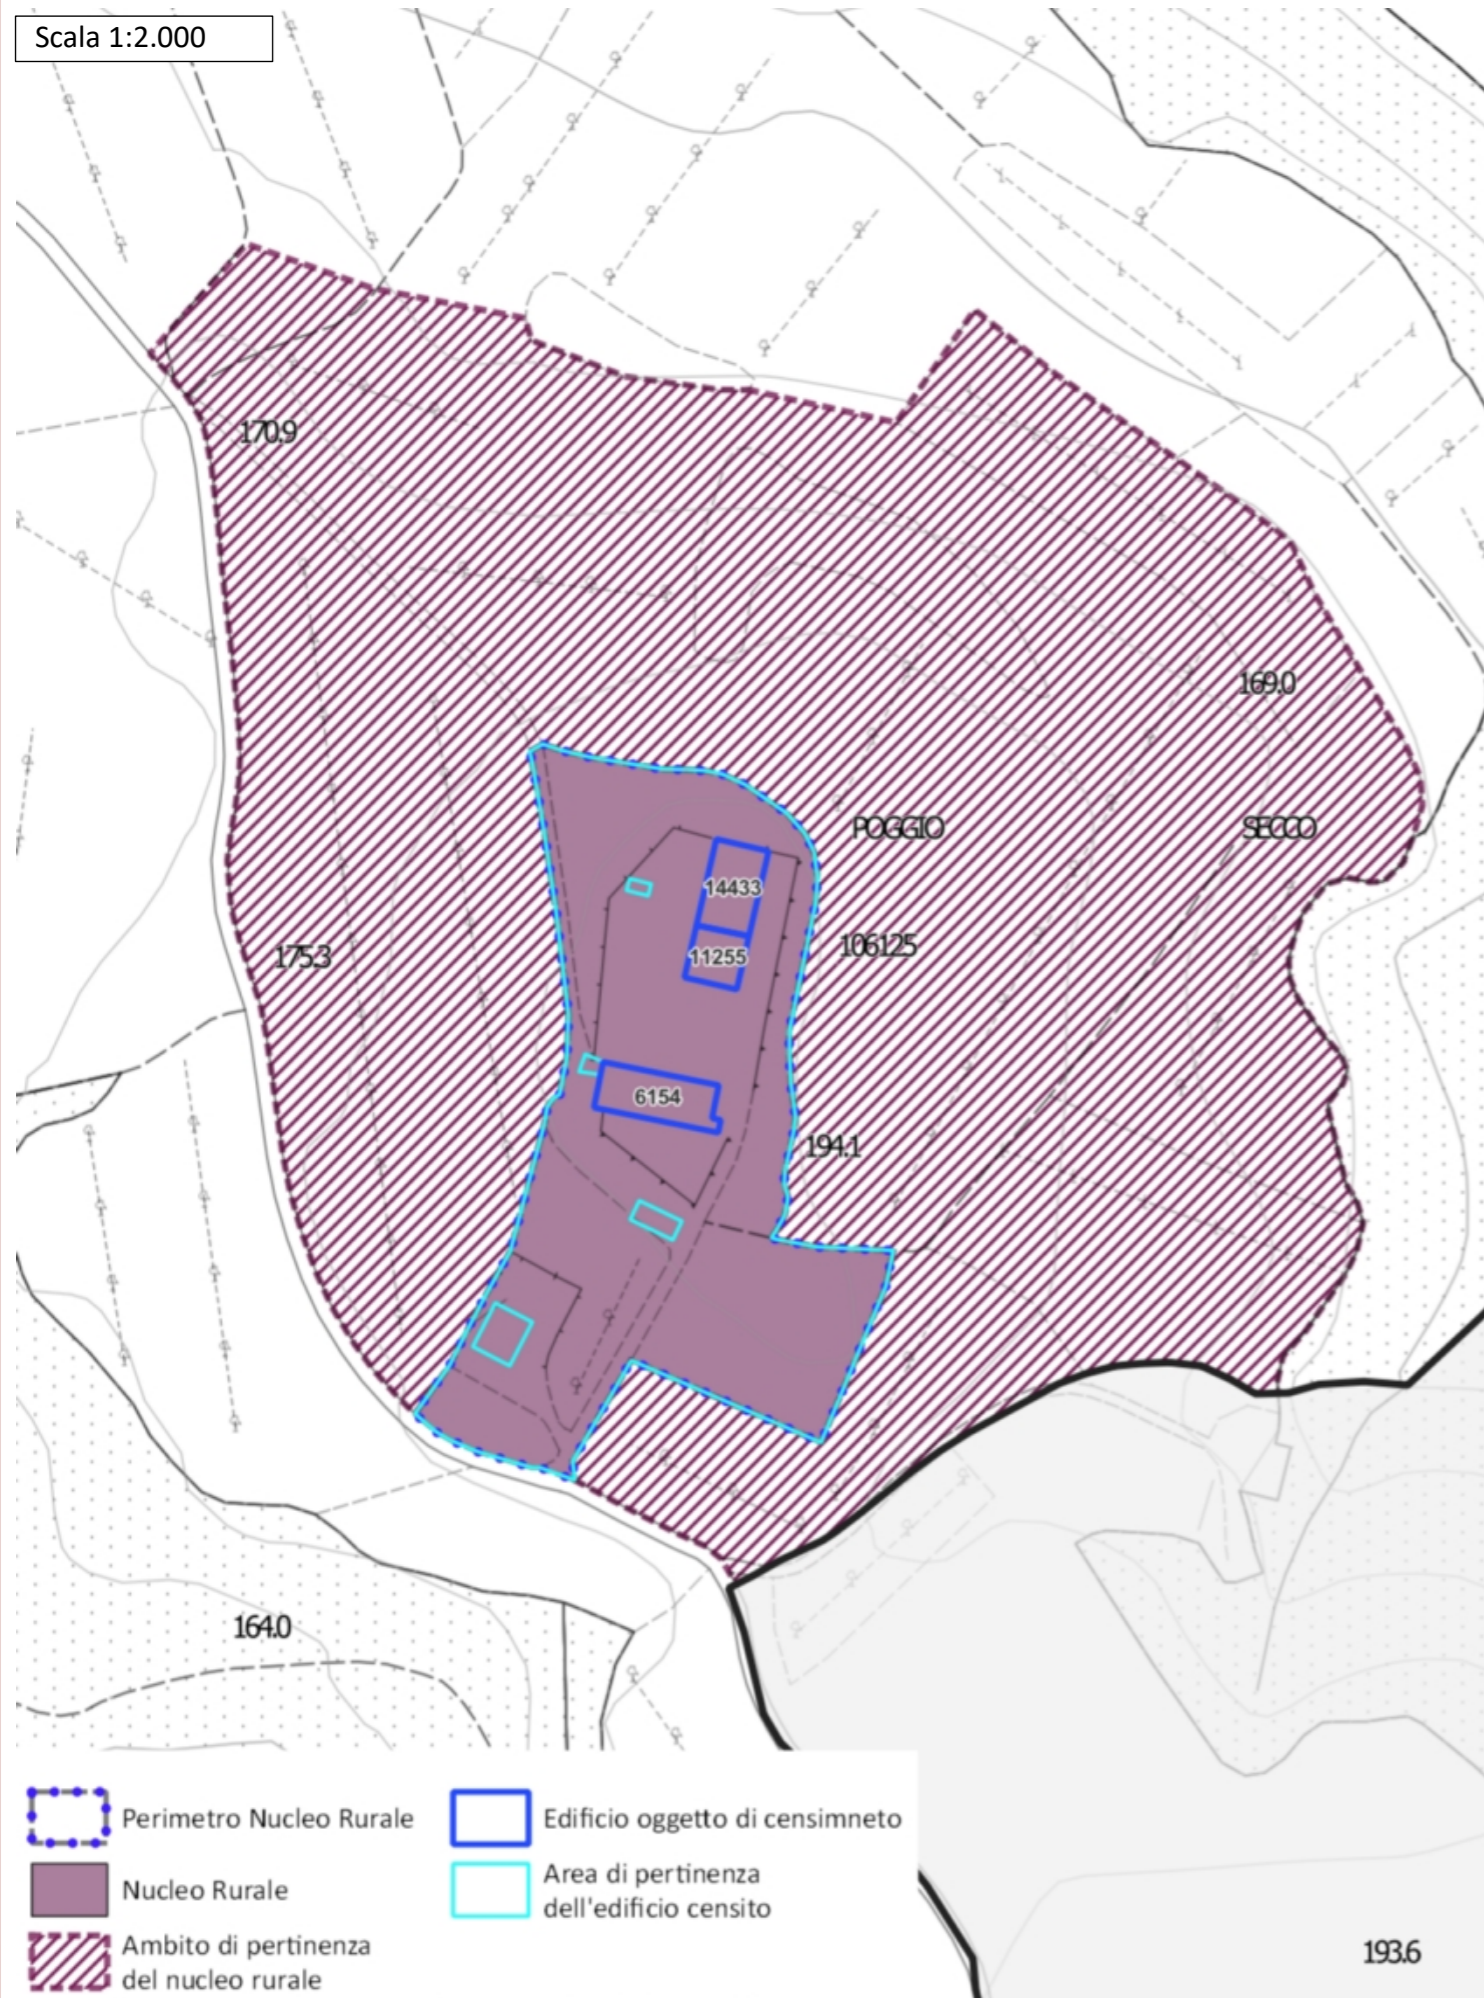 Scala 1:2.000
170.9
169.0
POGGIO
SECCO
14433
11255
106125
175.3
6154
194.1
164.0
Perimetro Nucleo Rurale
Edificio oggetto di censimneto
Nucleo Rurale
Area di pertinenza
dell'edificio censito
Ambito di pertinenza
del nucleo rurale
193.6